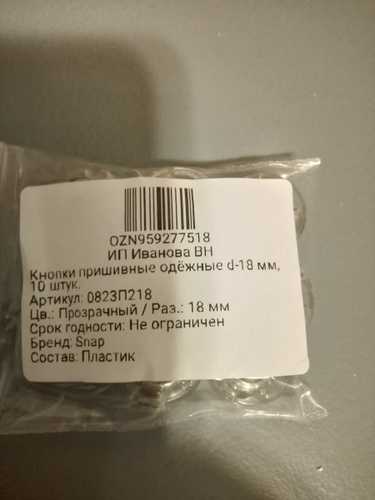 OZN959277518
ИП Иванова ВН
Кнопки пришивные одёжные d-18 мм,
10 штук.
Артикул: 0823П218
Цв.: Прозрачный / Раз.: 18 мм
Срок годности: Не ограничен
Бренд: Snap
Состав: Пластик